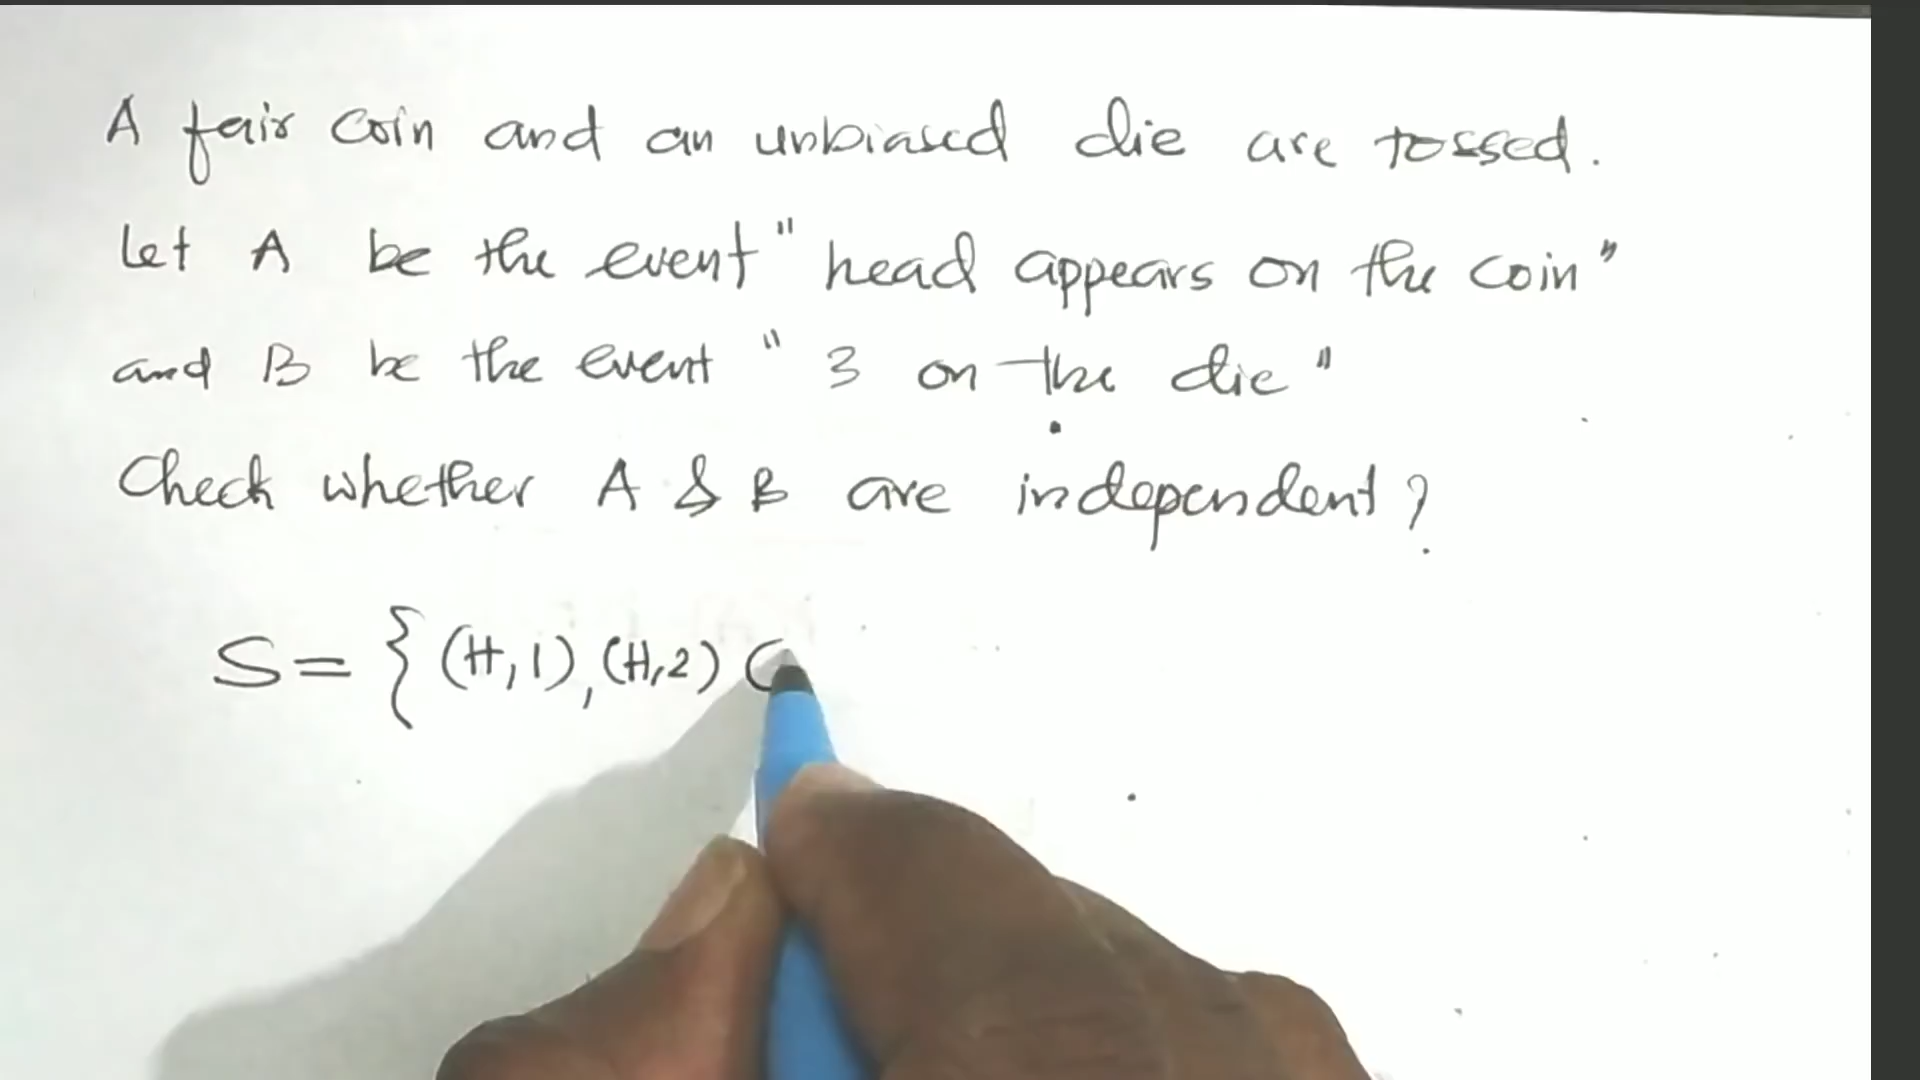 A fair coin and an unbiased die are tossed.
Let A be the event "head appears on the coin"
and B be the event "3 on the die"
Check whether A & B are independent?
S = { (H,1), (H,2) (